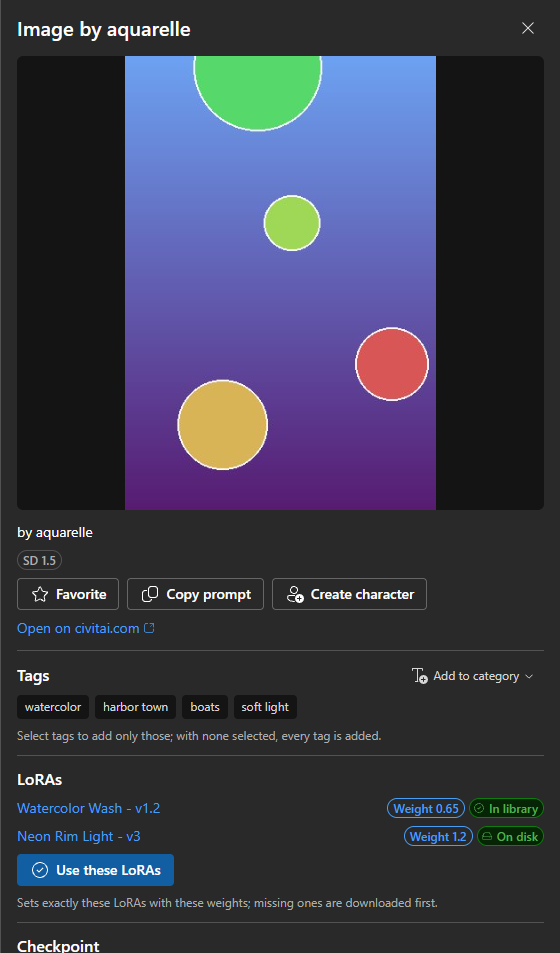 Image by aquarelle
by aquarelle
SD 1.5
Favorite Copy prompt Create character
Open on civitai.com
Tags Add to category
watercolor harbor town boats soft light
Select tags to add only those; with none selected, every tag is added.
LoRAs
Watercolor Wash - v1.2 Weight 0.65 In library
Neon Rim Light - v3 Weight 1.2 On disk
Use these LoRAs
Sets exactly these LoRAs with these weights; missing ones are downloaded first.
Checkpoint